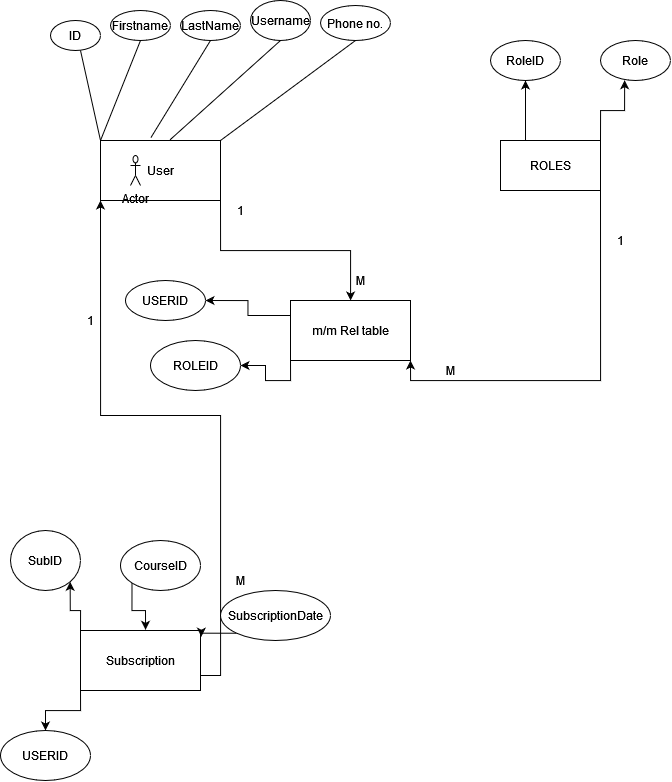 ID
Firstname
LastName
Username
Phone no.
RoleID
Role
User
Actor
ROLES
1
1
M
USERID
m/m Rel table
1
ROLEID
M
SubID
CourseID
M
SubscriptionDate
Subscription
USERID